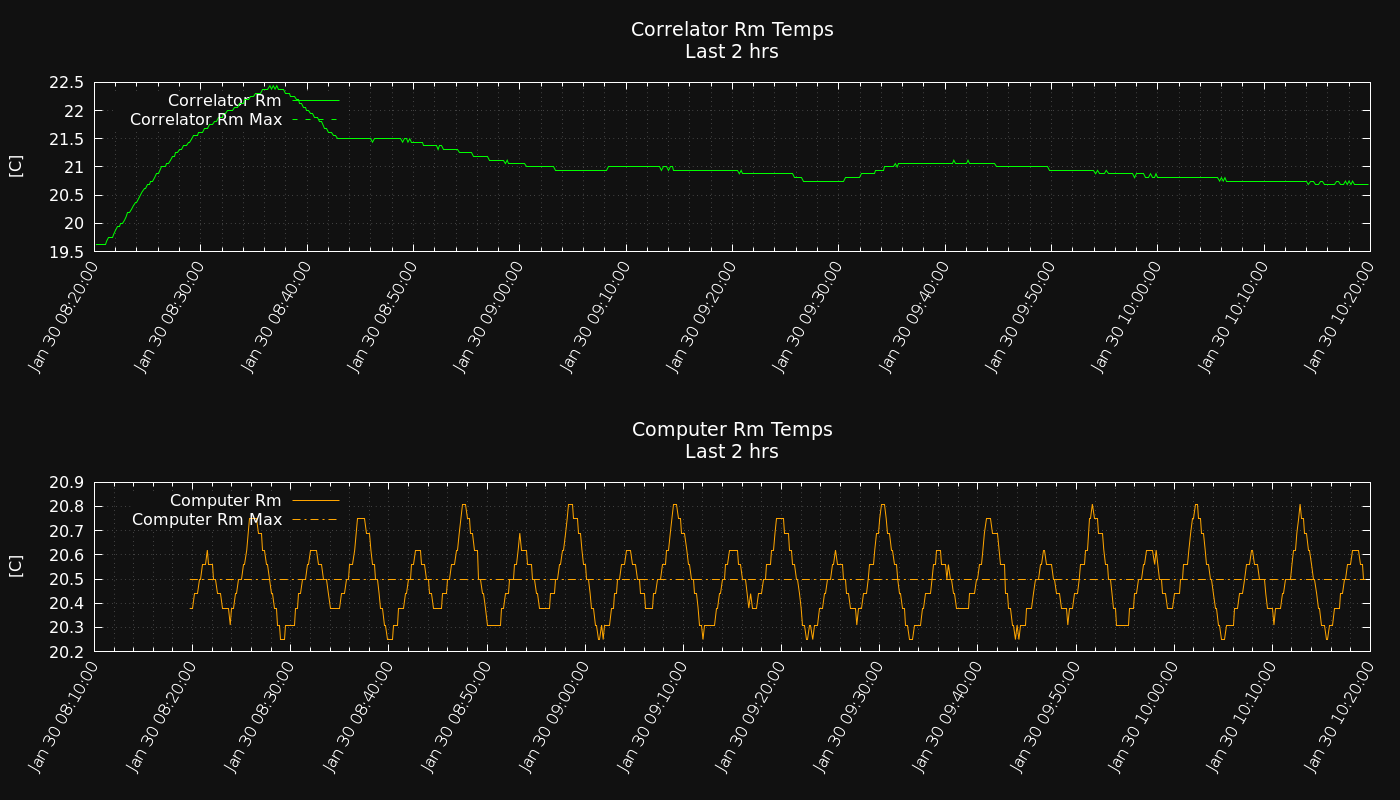 Correlator Rm Temps
Last 2 hrs
22.5
22
21.5
21
20.5
20
19.5
[C]
Correlator Rm
Correlator Rm Max
Jan 30 08:20:00
Jan 30 08:30:00
Jan 30 08:40:00
Jan 30 08:50:00
Jan 30 09:00:00
Jan 30 09:10:00
Jan 30 09:20:00
Jan 30 09:30:00
Jan 30 09:40:00
Jan 30 09:50:00
Jan 30 10:00:00
Jan 30 10:10:00
Jan 30 10:20:00
Computer Rm Temps
Last 2 hrs
20.9
20.8
20.7
20.6
20.5
20.4
20.3
20.2
[C]
Computer Rm
Computer Rm Max
Jan 30 08:10:00
Jan 30 08:20:00
Jan 30 08:30:00
Jan 30 08:40:00
Jan 30 08:50:00
Jan 30 09:00:00
Jan 30 09:10:00
Jan 30 09:20:00
Jan 30 09:30:00
Jan 30 09:40:00
Jan 30 09:50:00
Jan 30 10:00:00
Jan 30 10:10:00
Jan 30 10:20:00